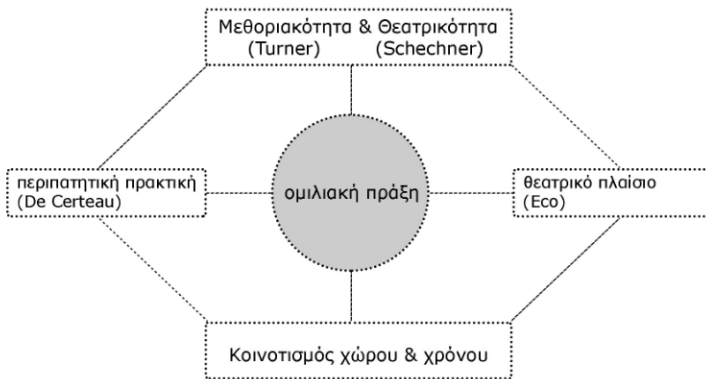 Μεθοριακότητα & Θεατρικότητα
(Turner) (Schechner)
περιπατητική πρακτική
(De Certeau)
ομιλιακή πράξη
θεατρικό πλαίσιο
(Eco)
Κοινοτισμός χώρου & χρόνου